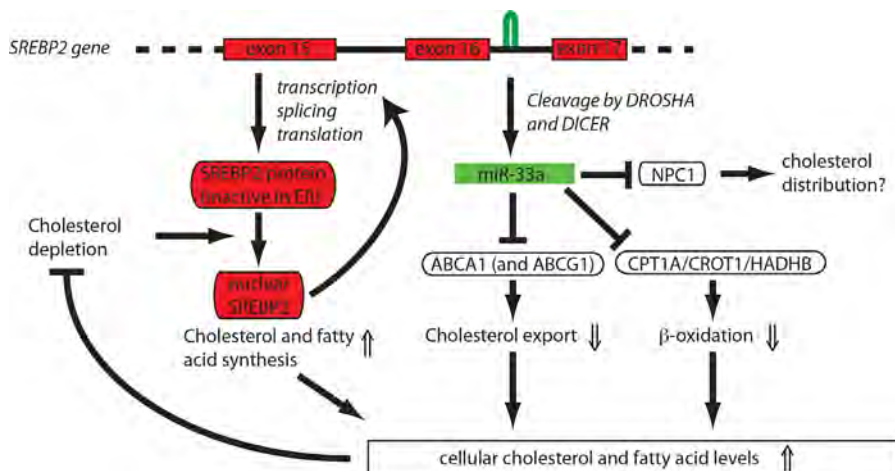 SREBP2 gene
exon 15
exon 16
exon 17
transcription
splicing
translation
Cleavage by DROSHA
and DICER
SREBP2 protein
(inactive in ER)
miR-33a
NPC1
cholesterol
distribution?
Cholesterol
depletion
nuclear
SREBP2
ABCA1 (and ABCG1)
CPT1A/CROT1/HADHB
Cholesterol and fatty
acid synthesis ⇑
Cholesterol export ⇓
β-oxidation ⇓
cellular cholesterol and fatty acid levels ⇑